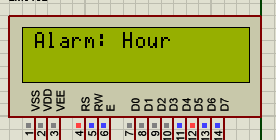 Alarm: Hour
VSS
VDD
VEE
RS
RW
E
D0
D1
D2
D3
D4
D5
D6
D7
1
2
3
4
5
6
7
8
9
10
11
12
13
14